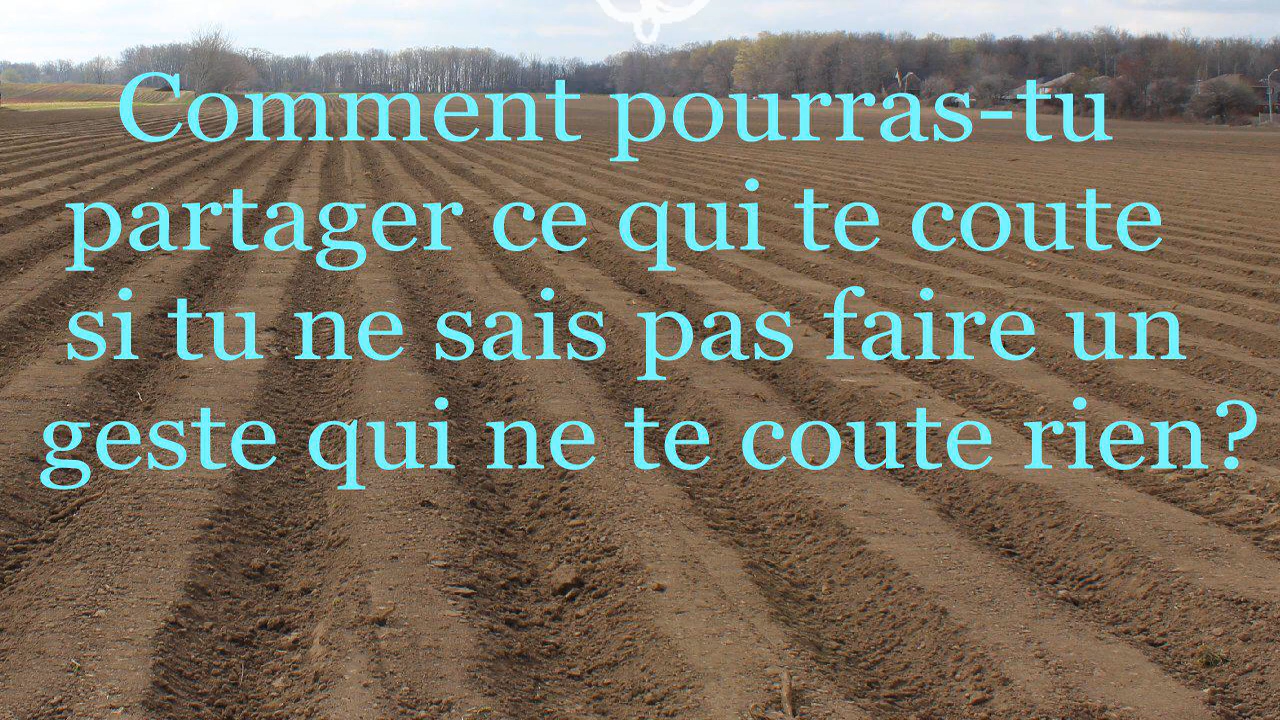 Comment pourras-tu
partager ce qui te coute
si tu ne sais pas faire un
geste qui ne te coute rien?